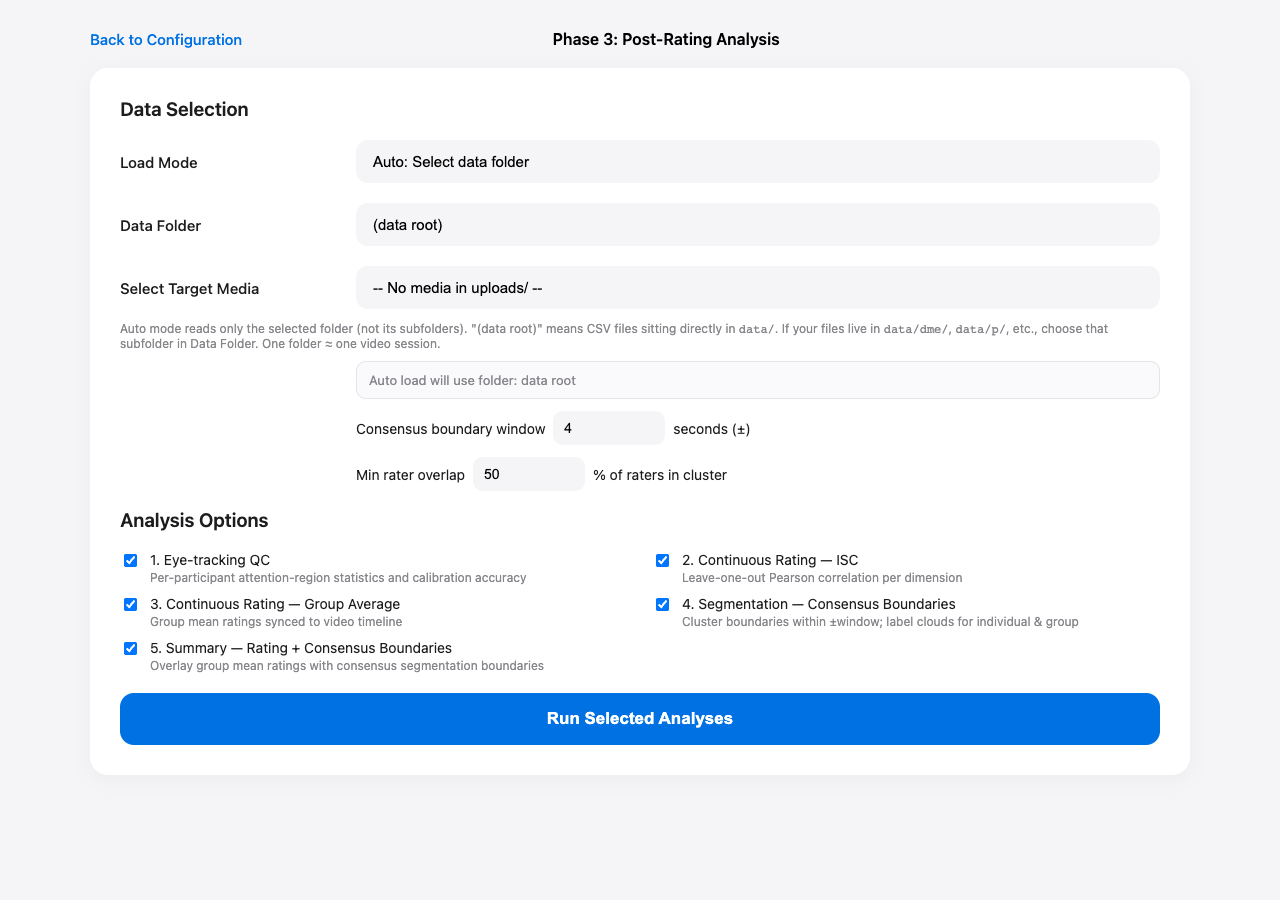 Back to Configuration
Phase 3: Post-Rating Analysis
Data Selection
Load Mode
Auto: Select data folder
Data Folder
(data root)
Select Target Media
-- No media in uploads/ --
Auto mode reads only the selected folder (not its subfolders). "(data root)" means CSV files sitting directly in data/. If your files live in data/dme/, data/p/, etc., choose that
subfolder in Data Folder. One folder ≈ one video session.
Auto load will use folder: data root
Consensus boundary window 4 seconds (±)
Min rater overlap 50 % of raters in cluster
Analysis Options
1. Eye-tracking QC
Per-participant attention-region statistics and calibration accuracy
2. Continuous Rating — ISC
Leave-one-out Pearson correlation per dimension
3. Continuous Rating — Group Average
Group mean ratings synced to video timeline
4. Segmentation — Consensus Boundaries
Cluster boundaries within ±window; label clouds for individual & group
5. Summary — Rating + Consensus Boundaries
Overlay group mean ratings with consensus segmentation boundaries
Run Selected Analyses